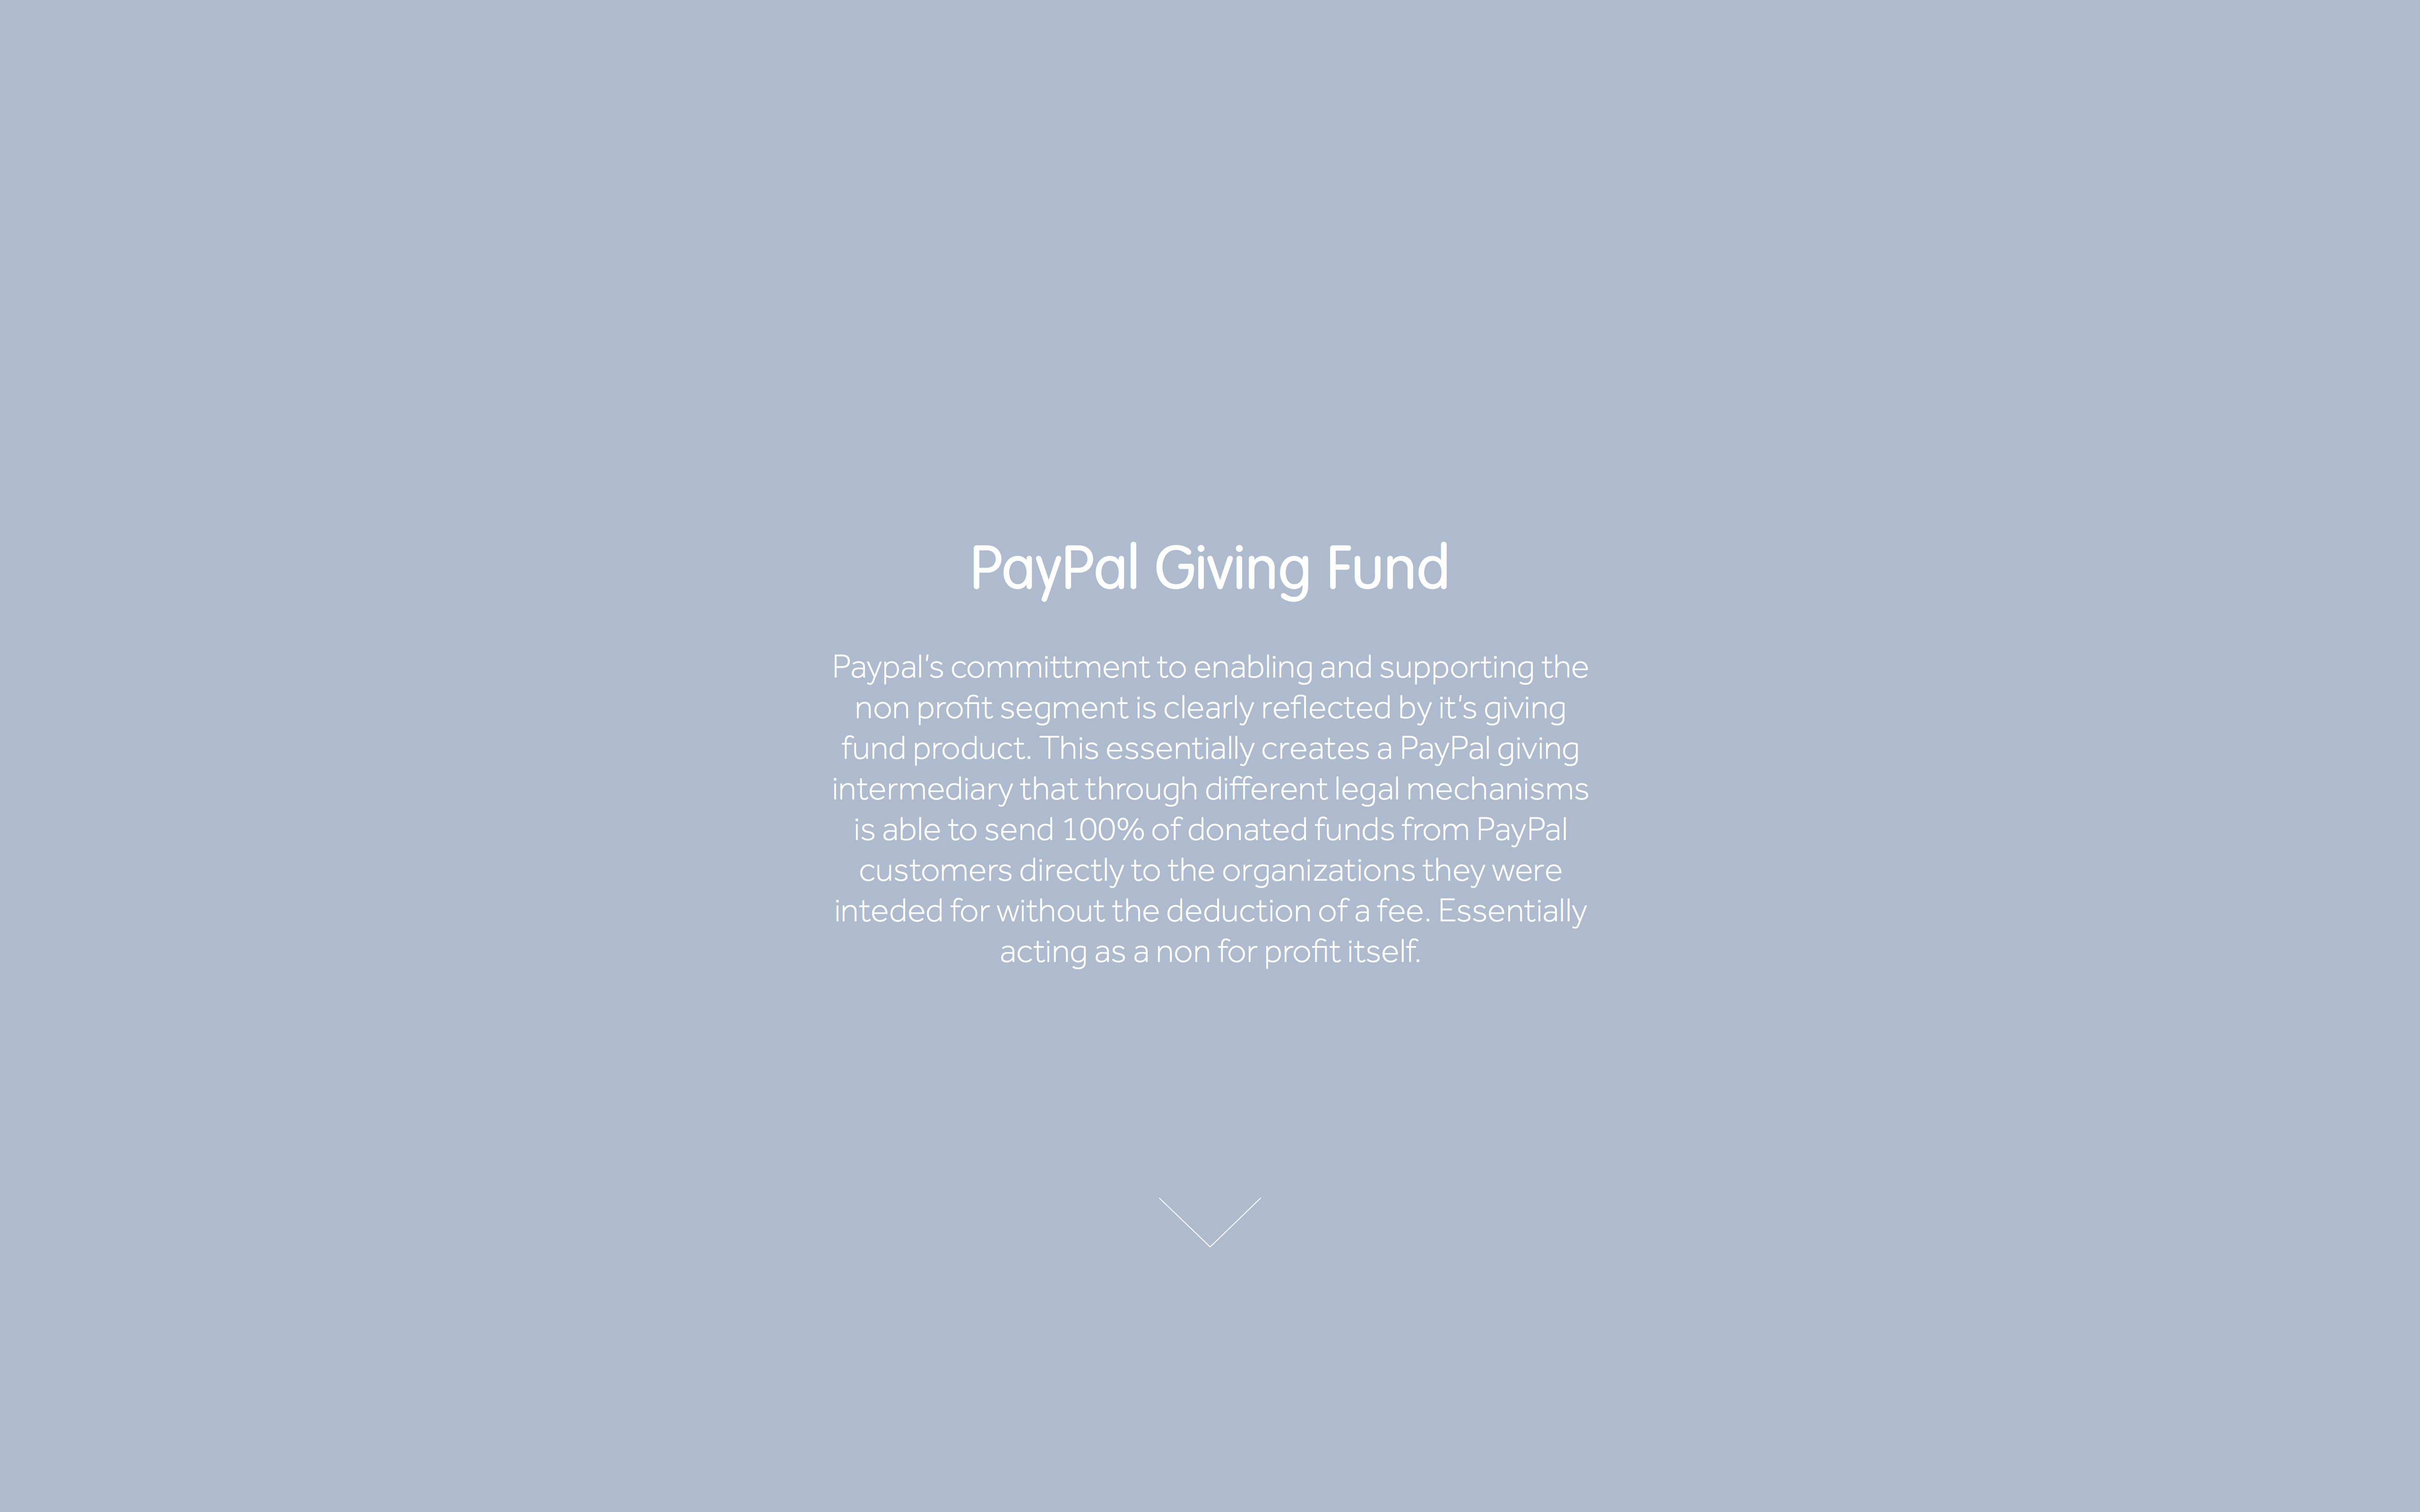 PayPal Giving Fund
Paypal's committment to enabling and supporting the
non profit segment is clearly reflected by it's giving
fund product. This essentially creates a PayPal giving
intermediary that through different legal mechanisms
is able to send 100% of donated funds from PayPal
customers directly to the organizations they were
inteded for without the deduction of a fee. Essentially
acting as a non for profit itself.